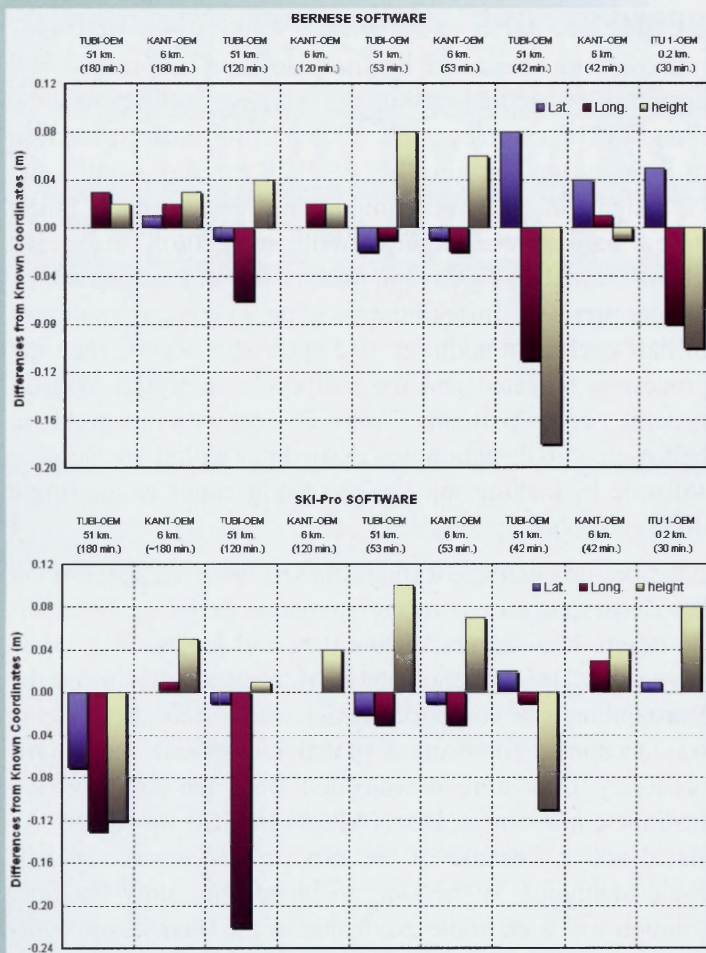 BERNESE SOFTWARE
TUBI-OEM KANT-OEM TUBI-OEM KANT-OEM TUBI-OEM KANT-OEM TUBI-OEM KANT-OEM ITU 1-OEM
51 km. 6 km. 51 km. 6 km. 51 km. 6 km. 51 km. 6 km. 0.2 km.
(180 min.) (180 min.) (120 min.) (120 min.) (53 min.) (53 min.) (42 min.) (42 min.) (30 min.)
0.12
Lat. Long. height
0.08
0.04
0.00
-0.04
-0.09
-0.12
-0.16
-0.20
Differences from Known Coordinates (m)
SKI-Pro SOFTWARE
TUBI-OEM KANT-OEM TUBI-OEM KANT-OEM TUBI-OEM KANT-OEM TUBI-OEM KANT-OEM ITU 1-OEM
51 km. 6 km. 51 km. 6 km. 51 km. 6 km. 51 km. 6 km. 0.2 km.
(180 min.) (~180 min.) (120 min.) (120 min.) (53 min.) (53 min.) (42 min.) (42 min.) (30 min.)
0.12
Lat. Long. height
0.08
0.04
0.00
-0.04
-0.08
-0.12
-0.16
-0.20
-0.24
Differences from Known Coordinates (m)